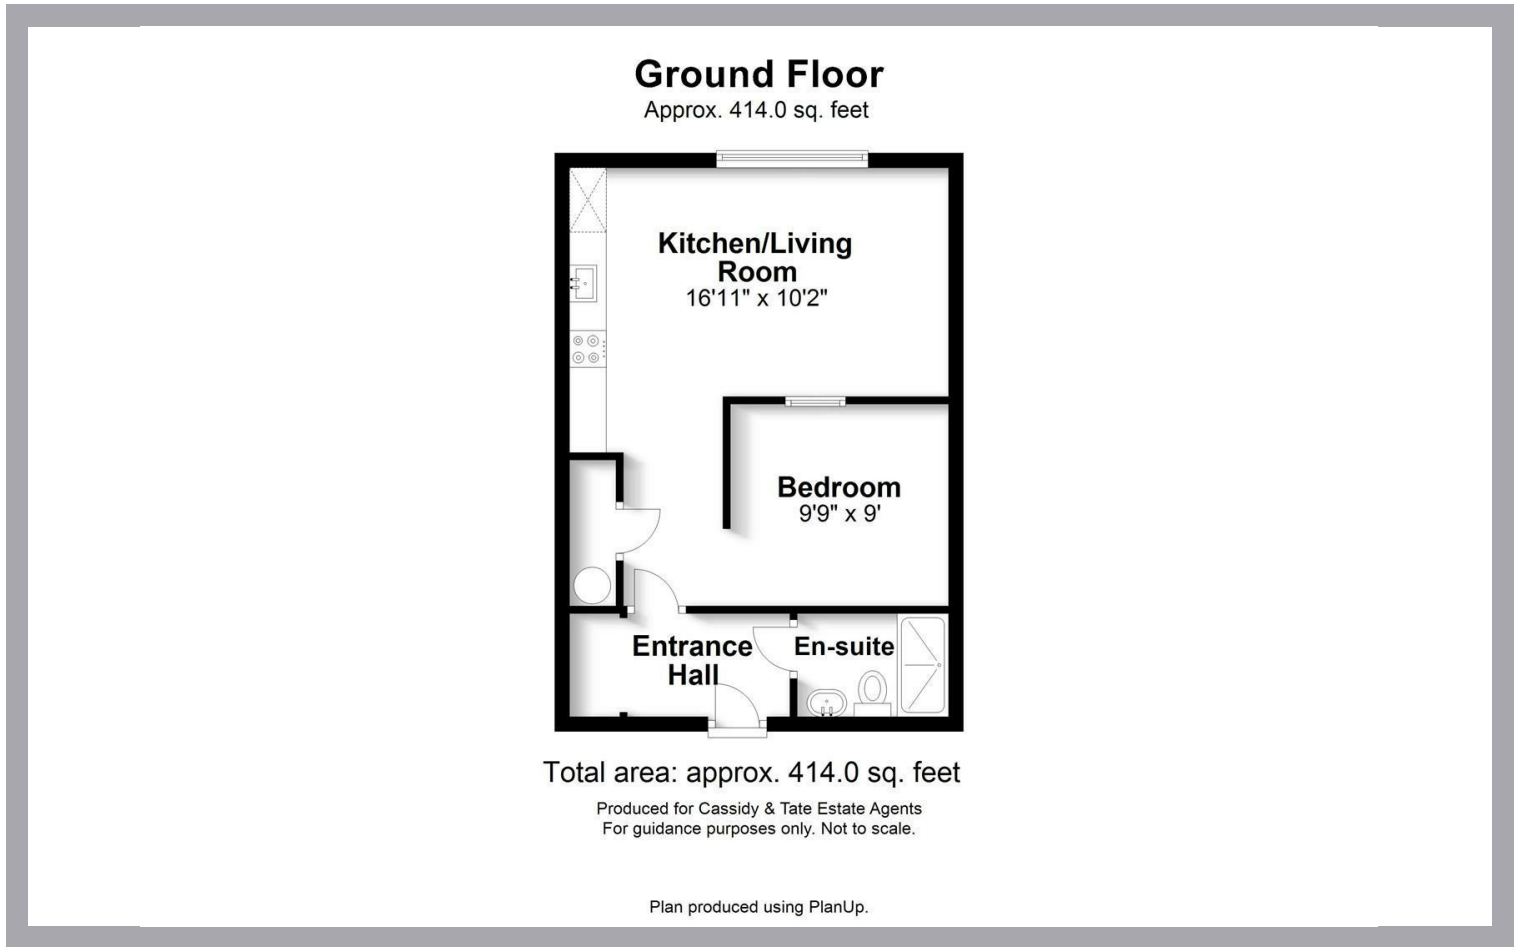 Ground Floor
Approx. 414.0 sq. feet
Kitchen/Living
Room
16'11" x 10'2"
Bedroom
9'9" x 9'
Entrance
Hall
En-suite
Total area: approx. 414.0 sq. feet
Produced for Cassidy & Tate Estate Agents
For guidance purposes only. Not to scale.
Plan produced using PlanUp.